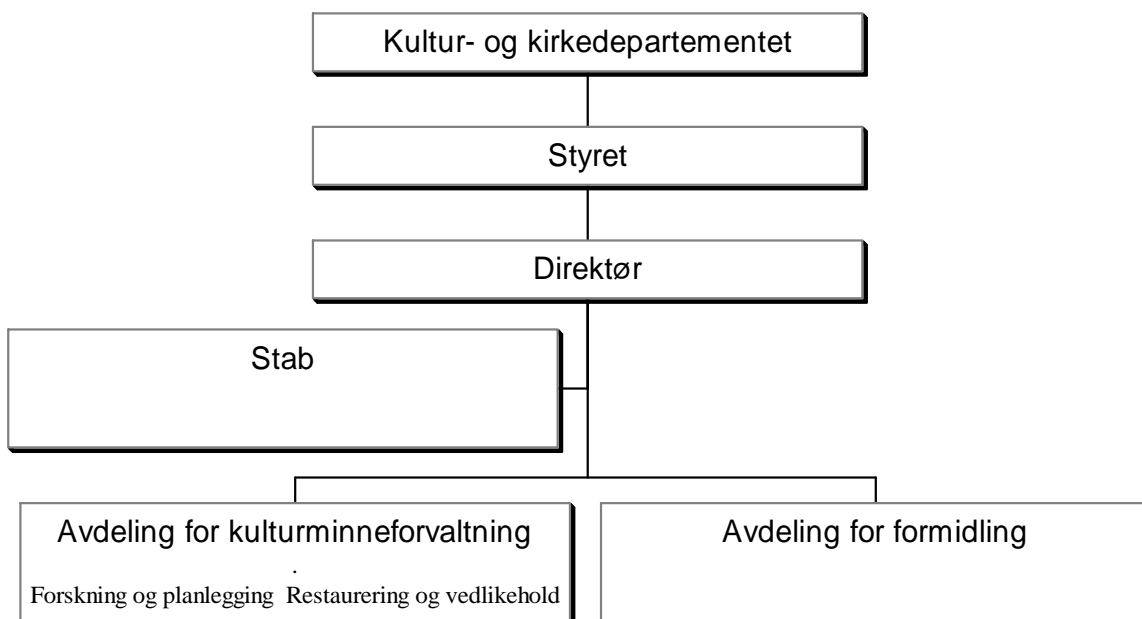 Kultur- og kirkedepartementet
Styret
Direktør
Stab
Avdeling for kulturminneforvaltning
.
Forskning og planlegging Restaurering og vedlikehold
Avdeling for formidling